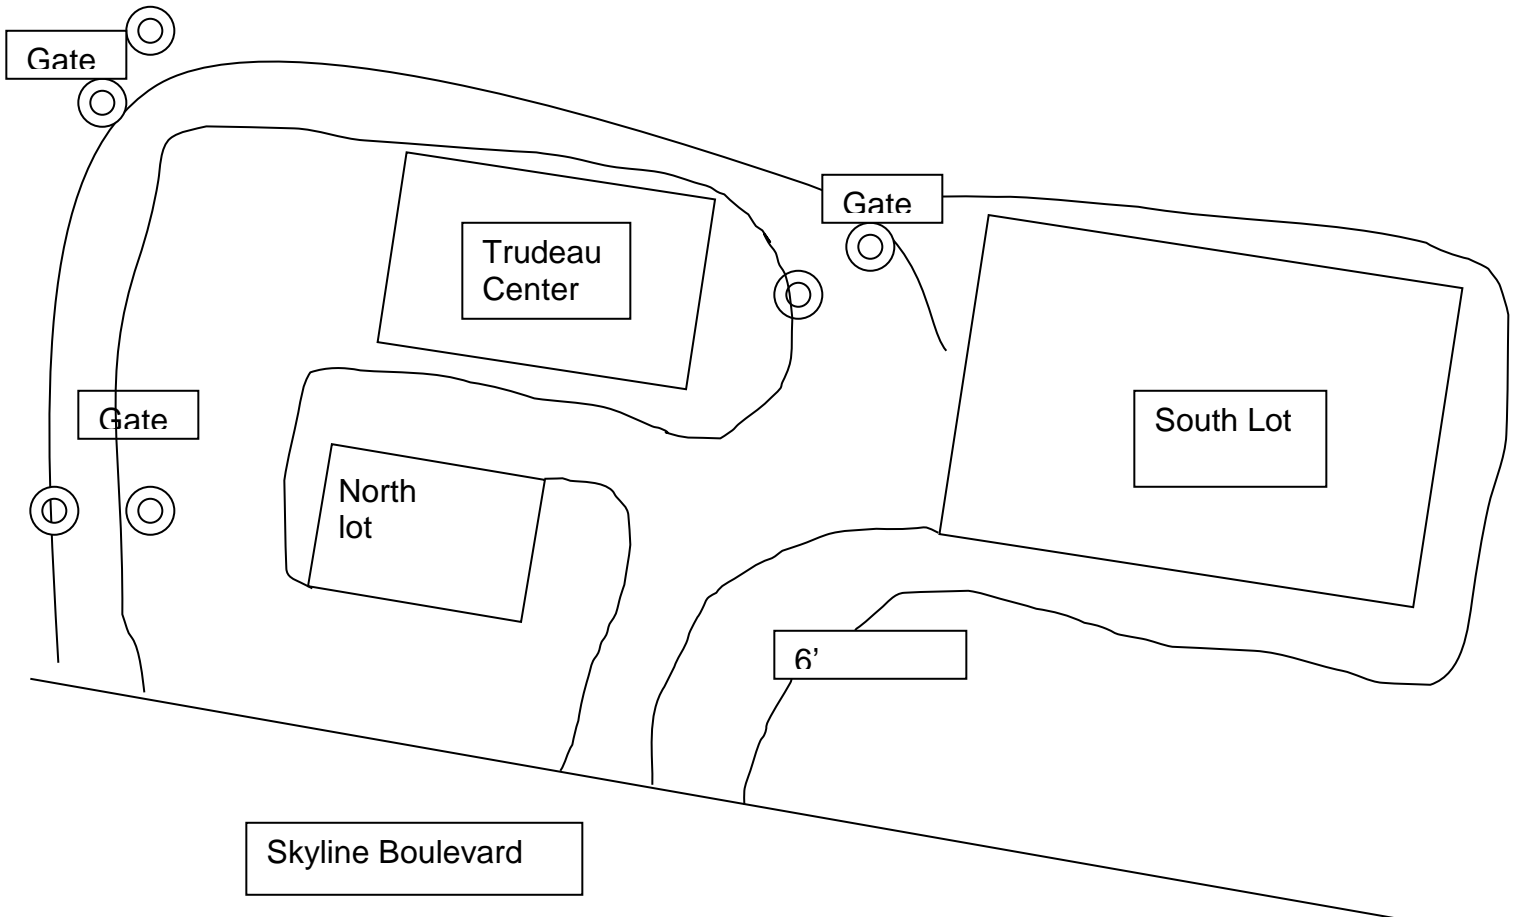 Gate
Gate
Trudeau
Center
Gate
South Lot
North
lot
6’
Skyline Boulevard